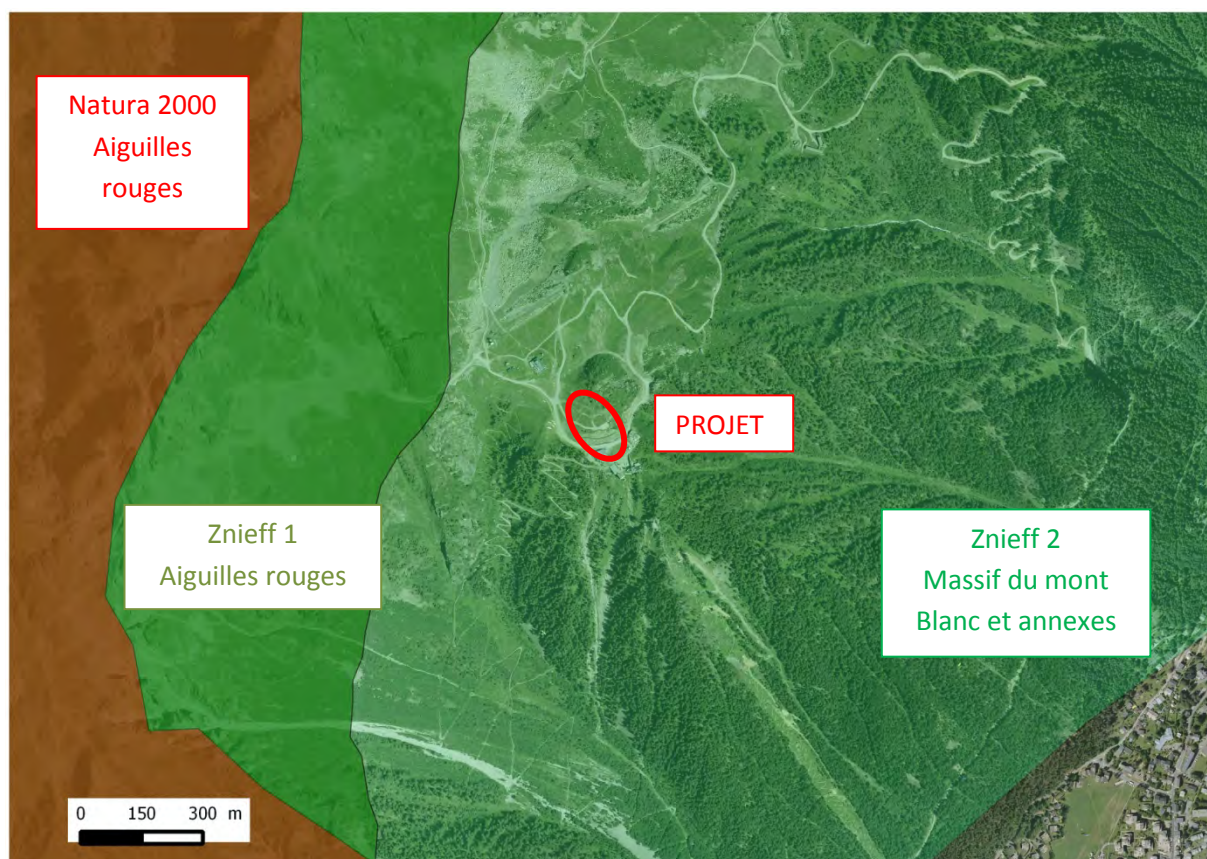 Natura 2000
Aiguilles
rouges
PROJET
Znieff 1
Aiguilles rouges
Znieff 2
Massif du mont
Blanc et annexes
0 150 300 m